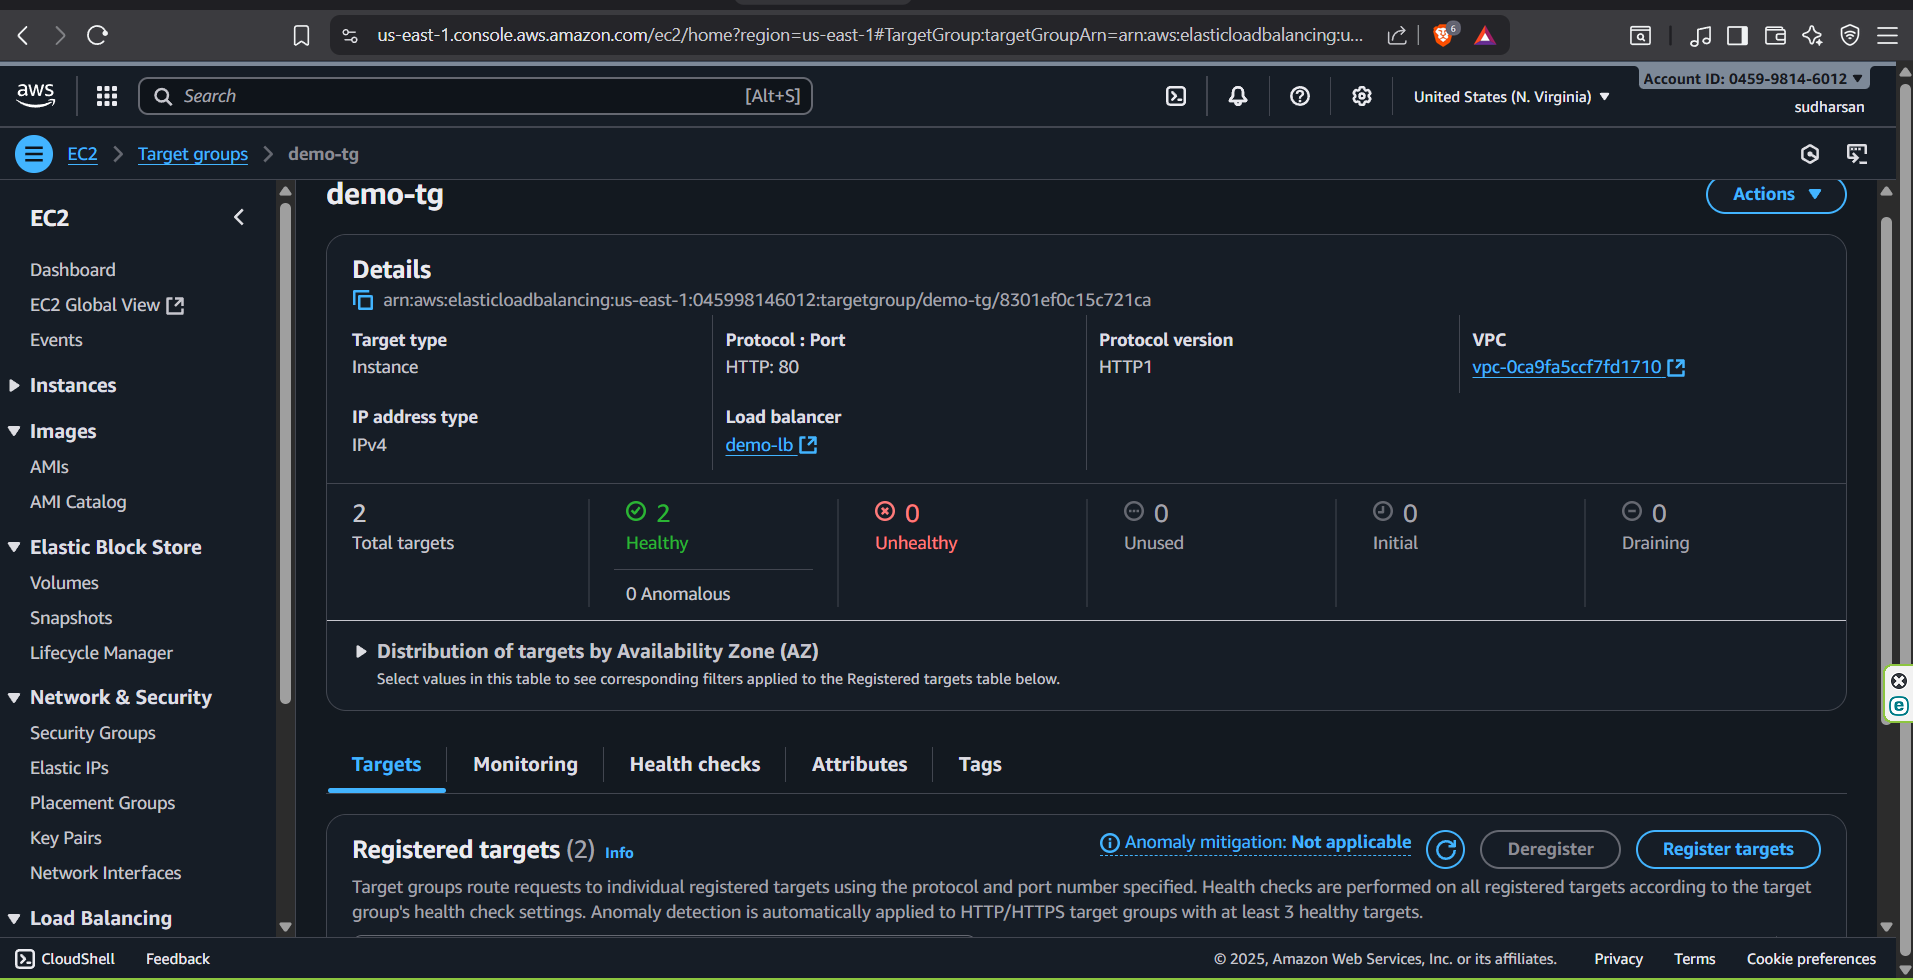 us-east-1.console.aws.amazon.com/ec2/home?region=us-east-1#TargetGroup:targetGroupArn=arn:aws:elasticloadbalancing:u...
6
aws
Search
[Alt+S]
United States (N. Virginia)
Account ID: 0459-9814-6012
sudharsan
EC2
Target groups
demo-tg
EC2
Dashboard
EC2 Global View
Events
Instances
Images
AMIs
AMI Catalog
Elastic Block Store
Volumes
Snapshots
Lifecycle Manager
Network & Security
Security Groups
Elastic IPs
Placement Groups
Key Pairs
Network Interfaces
Load Balancing
demo-tg
Actions
Details
arn:aws:elasticloadbalancing:us-east-1:045998146012:targetgroup/demo-tg/8301ef0c15c721ca
Target type
Instance
Protocol : Port
HTTP: 80
Protocol version
HTTP1
VPC
vpc-0ca9fa5ccf7fd1710
IP address type
IPv4
Load balancer
demo-lb
2
Total targets
2
Healthy
0 Anomalous
0
Unhealthy
0
Unused
0
Initial
0
Draining
Distribution of targets by Availability Zone (AZ)
Select values in this table to see corresponding filters applied to the Registered targets table below.
Targets
Monitoring
Health checks
Attributes
Tags
Registered targets (2) Info
Anomaly mitigation: Not applicable
Deregister
Register targets
Target groups route requests to individual registered targets using the protocol and port number specified. Health checks are performed on all registered targets according to the target
group's health check settings. Anomaly detection is automatically applied to HTTP/HTTPS target groups with at least 3 healthy targets.
CloudShell
Feedback
© 2025, Amazon Web Services, Inc. or its affiliates.
Privacy
Terms
Cookie preferences